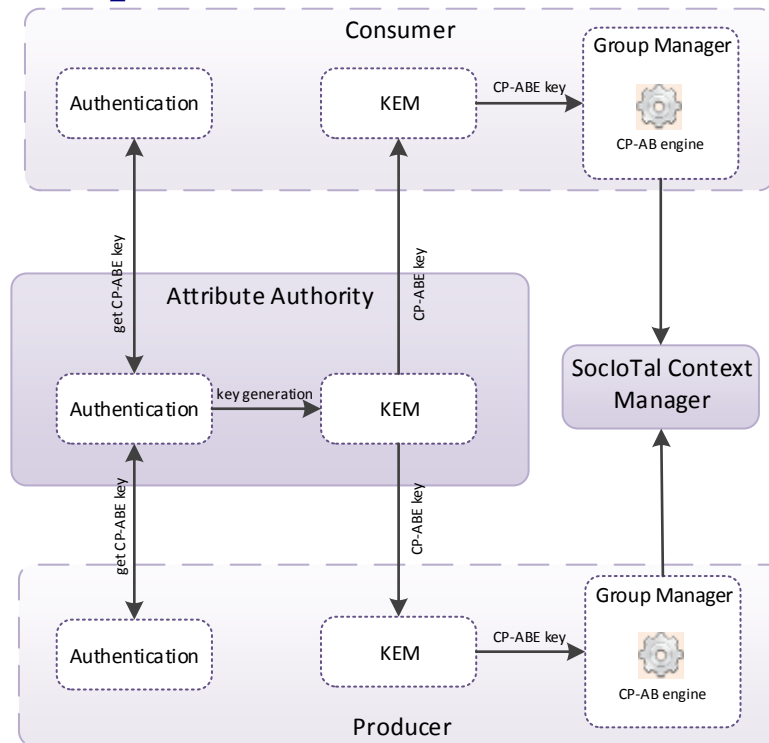 Consumer
Group Manager
Authentication
KEM
CP-ABE key
CP-AB engine
get CP-ABE key
CP-ABE key
Attribute Authority
Authentication
key generation
KEM
SocIoTal Context
Manager
get CP-ABE key
CP-ABE key
Group Manager
Authentication
KEM
CP-ABE key
CP-AB engine
Producer